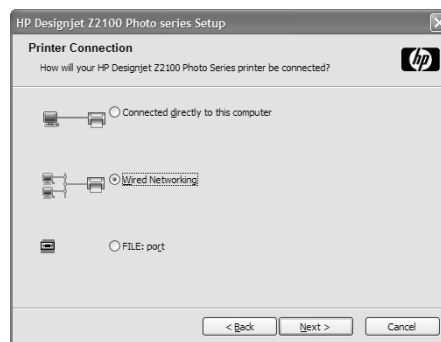 HP Designjet Z2100 Photo series Setup
Printer Connection
How will your HP Designjet Z2100 Photo Series printer be connected?
hp
Connected directly to this computer
Wired Networking
FILE: port
< Back
Next >
Cancel